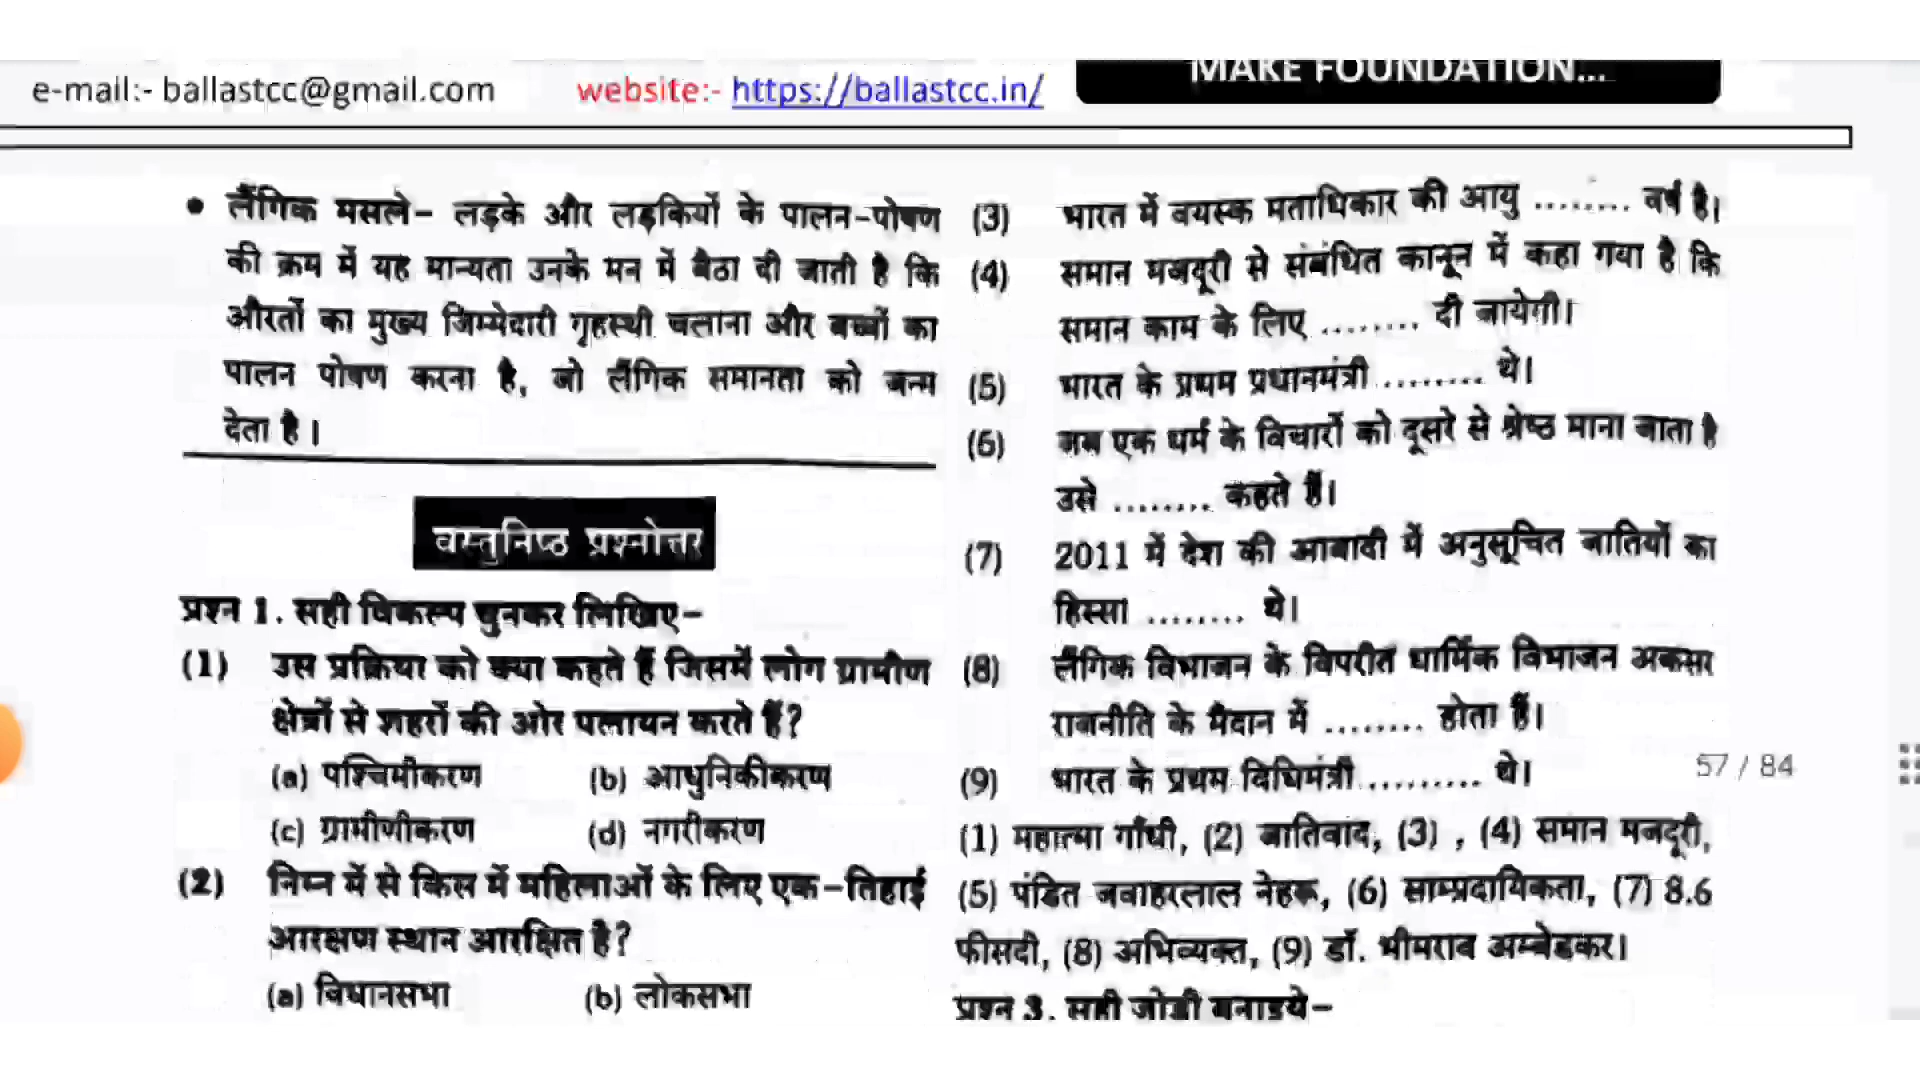 e-mail:- ballastcc@gmail.com website:- https://ballastcc.in/ MAKE FOUNDATION...
• लैंगिक मसले- लड़के और लड़कियों के पालन-पोषण
की क्रम में यह मान्यता उनके मन में बैठा दी जाती है कि
औरतों का मुख्य जिम्मेदारी गृहस्थी चलाना और बच्चों का
पालन पोषण करना है, जो लैंगिक समानता को जन्म
देता है।
वस्तुनिष्ठ प्रश्नोत्तर
प्रश्न 1. सही विकल्प चुनकर लिखिए-
(1) उस प्रक्रिया को क्या कहते हैं जिसमें लोग ग्रामीण
क्षेत्रों से शहरों की ओर पलायन करते हैं?
(a) पश्चिमीकरण (b) आधुनिकीकरण
(c) ग्रामीणीकरण (d) नगरीकरण
(2) निम्न में से किस में महिलाओं के लिए एक-तिहाई
आरक्षण स्थान आरक्षित है?
(a) विधानसभा (b) लोकसभा
(3) भारत में वयस्क मताधिकार की आयु ........ वर्ष है।
(4) समान मजदूरी से संबंधित कानून में कहा गया है कि
समान काम के लिए ........ दी जायेगी।
(5) भारत के प्रथम प्रधानमंत्री ........ थे।
(6) जब एक धर्म के विचारों को दूसरे से श्रेष्ठ माना जाता है
उसे ........ कहते हैं।
(7) 2011 में देश की आबादी में अनुसूचित जातियों का
हिस्सा ........ थे।
(8) लैंगिक विभाजन के विपरीत धार्मिक विभाजन अकसर
राजनीति के मैदान में ........ होता हैं।
(9) भारत के प्रथम विधिमंत्री ......... थे।
57 / 84
(1) महात्मा गाँधी, (2) जातिवाद, (3) , (4) समान मजदूरी,
(5) पंडित जवाहरलाल नेहरू, (6) साम्प्रदायिकता, (7) 8.6
फीसदी, (8) अभिव्यक्त, (9) डॉ. भीमराव अम्बेडकर।
प्रश्न 3. सही जोड़ी बनाइये-